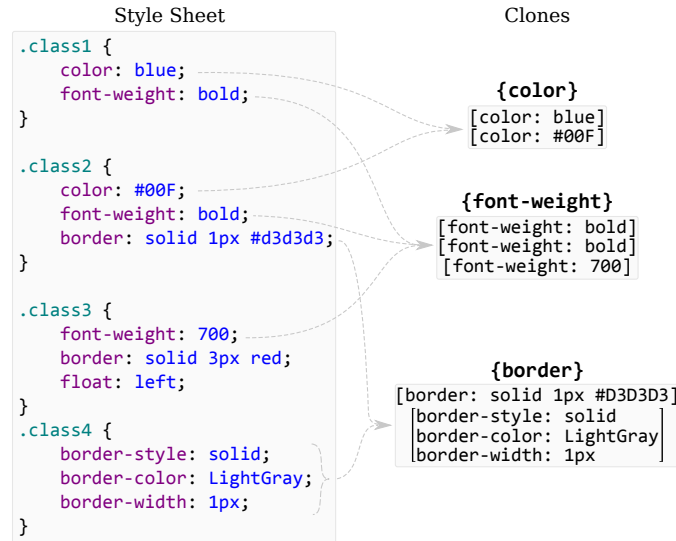 Style Sheet
.class1 {
color: blue;
font-weight: bold;
}
.class2 {
color: #00F;
font-weight: bold;
border: solid 1px #d3d3d3;
}
.class3 {
font-weight: 700;
border: solid 3px red;
float: left;
}
.class4 {
border-style: solid;
border-color: LightGray;
border-width: 1px;
}
Clones
{color}
[color: blue]
[color: #00F]
{font-weight}
[font-weight: bold]
[font-weight: bold]
[font-weight: 700]
{border}
[border: solid 1px #D3D3D3]
[border-style: solid
border-color: LightGray
border-width: 1px]